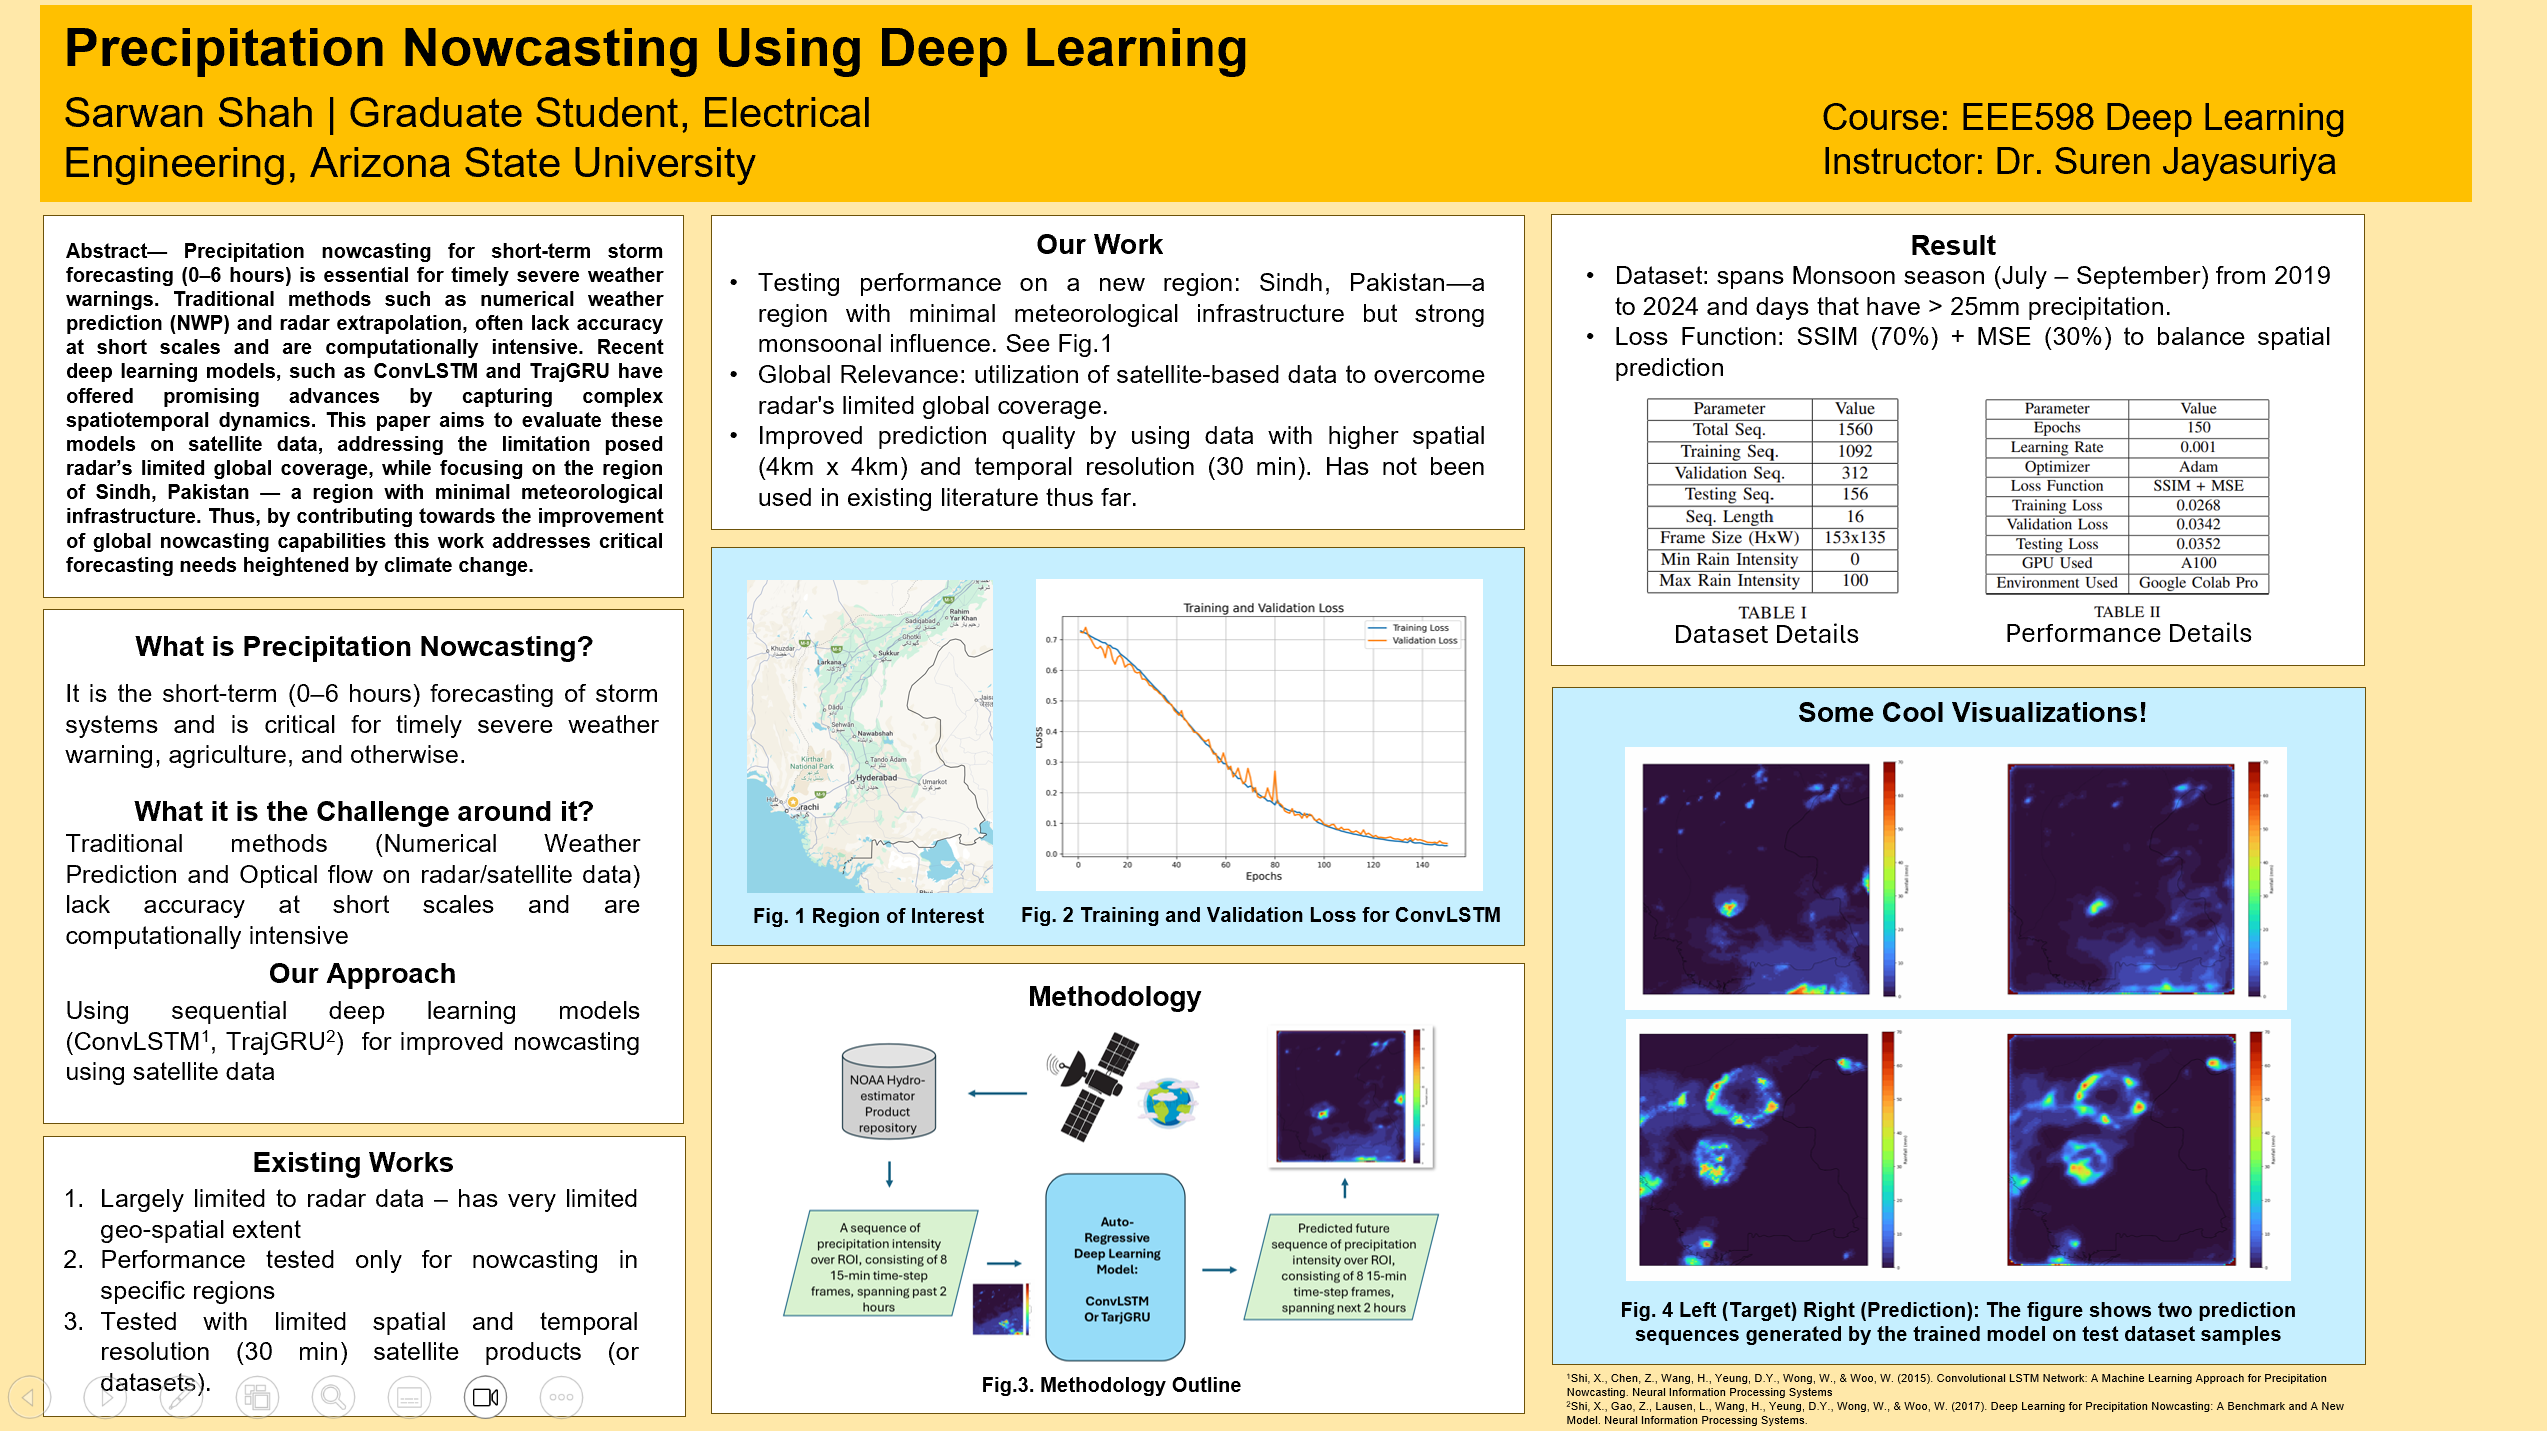 Precipitation Nowcasting Using Deep Learning
Sarwan Shah | Graduate Student, Electrical
Engineering, Arizona State University
Course: EEE598 Deep Learning
Instructor: Dr. Suren Jayasuriya
Abstract— Precipitation nowcasting for short-term storm
forecasting (0–6 hours) is essential for timely severe weather
warnings. Traditional methods such as numerical weather
prediction (NWP) and radar extrapolation, often lack accuracy
at short scales and are computationally intensive. Recent
deep learning models, such as ConvLSTM and TrajGRU have
offered promising advances by capturing complex
spatiotemporal dynamics. This paper aims to evaluate these
models on satellite data, addressing the limitation posed
radar’s limited global coverage, while focusing on the region
of Sindh, Pakistan — a region with minimal meteorological
infrastructure. Thus, by contributing towards the improvement
of global nowcasting capabilities this work addresses critical
forecasting needs heightened by climate change.
What is Precipitation Nowcasting?
It is the short-term (0–6 hours) forecasting of storm
systems and is critical for timely severe weather
warning, agriculture, and otherwise.
What it is the Challenge around it?
Traditional methods (Numerical Weather
Prediction and Optical flow on radar/satellite data)
lack accuracy at short scales and are
computationally intensive
Our Approach
Using sequential deep learning models
(ConvLSTM¹, TrajGRU²) for improved nowcasting
using satellite data
Existing Works
1. Largely limited to radar data – has very limited
geo-spatial extent
2. Performance tested only for nowcasting in
specific regions
3. Tested with limited spatial and temporal
resolution (30 min) satellite products (or
datasets).
Our Work
• Testing performance on a new region: Sindh, Pakistan—a
region with minimal meteorological infrastructure but strong
monsoonal influence. See Fig.1
• Global Relevance: utilization of satellite-based data to overcome
radar's limited global coverage.
• Improved prediction quality by using data with higher spatial
(4km x 4km) and temporal resolution (30 min). Has not been
used in existing literature thus far.
Rahim
Yar Khan
Sadiqabad
Ghotki
Khuzdar
Sukkur
Larkana
Dadu
Sehwan
Nawabshah
Kirthar
National Park
Tando Adam
Hyderabad
Umarkot
Hub
rachi
Fig. 1 Region of Interest
Training and Validation Loss
Training Loss
Validation Loss
Loss
0.7
0.6
0.5
0.4
0.3
0.2
0.1
0.0
0 20 40 60 80 100 120 140
Epochs
Fig. 2 Training and Validation Loss for ConvLSTM
Methodology
NOAA Hydro-
estimator
Product
repository
A sequence of
precipitation intensity
over ROI, consisting of 8
15-min time-step
frames, spanning past 2
hours
Auto-
Regressive
Deep Learning
Model:
ConvLSTM
Or TarjGRU
Predicted future
sequence of precipitation
intensity over ROI,
consisting of 8 15-min
time-step frames,
spanning next 2 hours
Fig.3. Methodology Outline
Result
• Dataset: spans Monsoon season (July – September) from 2019
to 2024 and days that have > 25mm precipitation.
• Loss Function: SSIM (70%) + MSE (30%) to balance spatial
prediction
Parameter Value
Total Seq. 1560
Training Seq. 1092
Validation Seq. 312
Testing Seq. 156
Seq. Length 16
Frame Size (HxW) 153x135
Min Rain Intensity 0
Max Rain Intensity 100
TABLE I
Dataset Details
Parameter Value
Epochs 150
Learning Rate 0.001
Optimizer Adam
Loss Function SSIM + MSE
Training Loss 0.0268
Validation Loss 0.0342
Testing Loss 0.0352
GPU Used A100
Environment Used Google Colab Pro
TABLE II
Performance Details
Some Cool Visualizations!
Fig. 4 Left (Target) Right (Prediction): The figure shows two prediction
sequences generated by the trained model on test dataset samples
¹Shi, X., Chen, Z., Wang, H., Yeung, D.Y., Wong, W., & Woo, W. (2015). Convolutional LSTM Network: A Machine Learning Approach for Precipitation
Nowcasting. Neural Information Processing Systems
²Shi, X., Gao, Z., Lausen, L., Wang, H., Yeung, D.Y., Wong, W., & Woo, W. (2017). Deep Learning for Precipitation Nowcasting: A Benchmark and A New
Model. Neural Information Processing Systems.